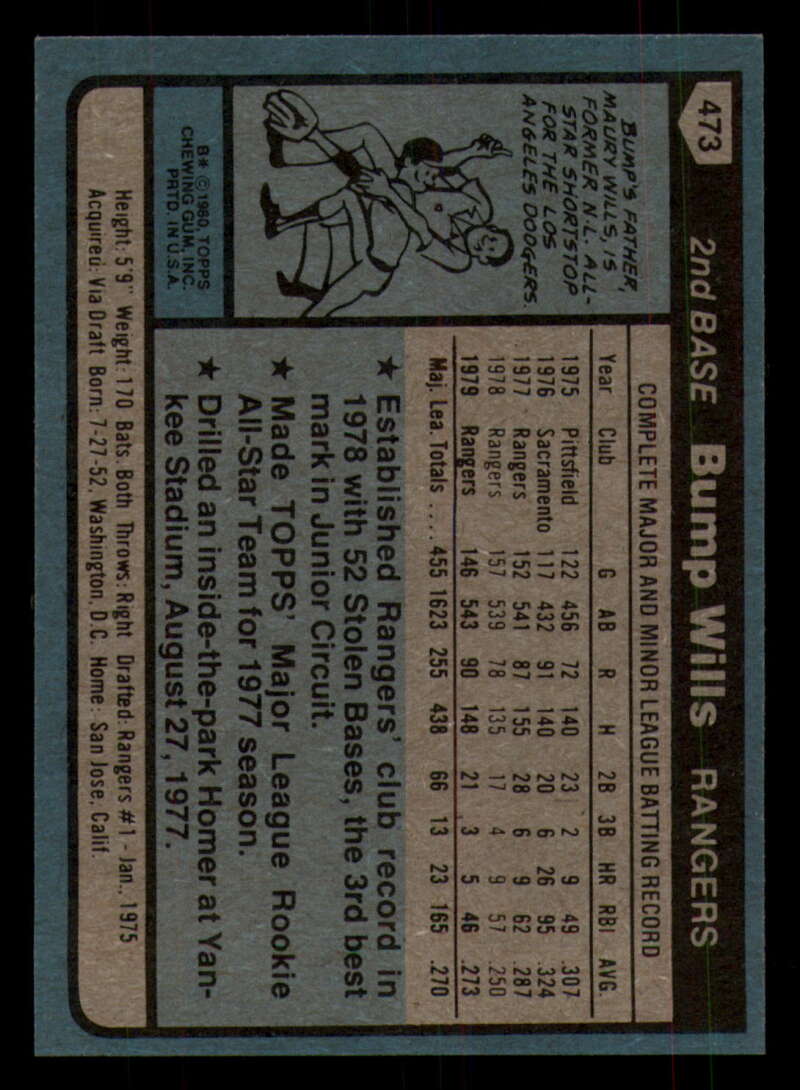 473
2nd BASE Bump Wills RANGERS
BUMP'S FATHER,
MAURY WILLS, IS
FORMER N.L. ALL-
STAR SHORTSTOP
FOR THE LOS
ANGELES DODGERS.
B* © 1980, TOPPS
CHEWING GUM, INC.
PRTD. IN U.S.A.
COMPLETE MAJOR AND MINOR LEAGUE BATTING RECORD
Year Club G AB R H 2B 3B HR RBI AVG.
1975 Pittsfield 122 456 72 140 23 2 9 49 .307
1976 Sacramento 117 432 91 140 20 6 26 95 .324
1977 Rangers 152 541 87 155 28 6 9 62 .287
1978 Rangers 157 539 78 135 17 4 9 57 .250
1979 Rangers 146 543 90 148 21 3 5 46 .273
Maj. Lea. Totals .... 455 1623 255 438 66 13 23 165 .270
★ Established Rangers' club record in
1978 with 52 Stolen Bases, the 3rd best
mark in Junior Circuit.
★ Made TOPPS' Major League Rookie
All-Star Team for 1977 season.
★ Drilled an inside-the-park Homer at Yan-
kee Stadium, August 27, 1977.
Height: 5'9" Weight: 170 Bats: Both Throws: Right Drafted: Rangers #1 - Jan., 1975
Acquired: Via Draft Born: 7-27-52, Washington, D.C. Home: San Jose, Calif.